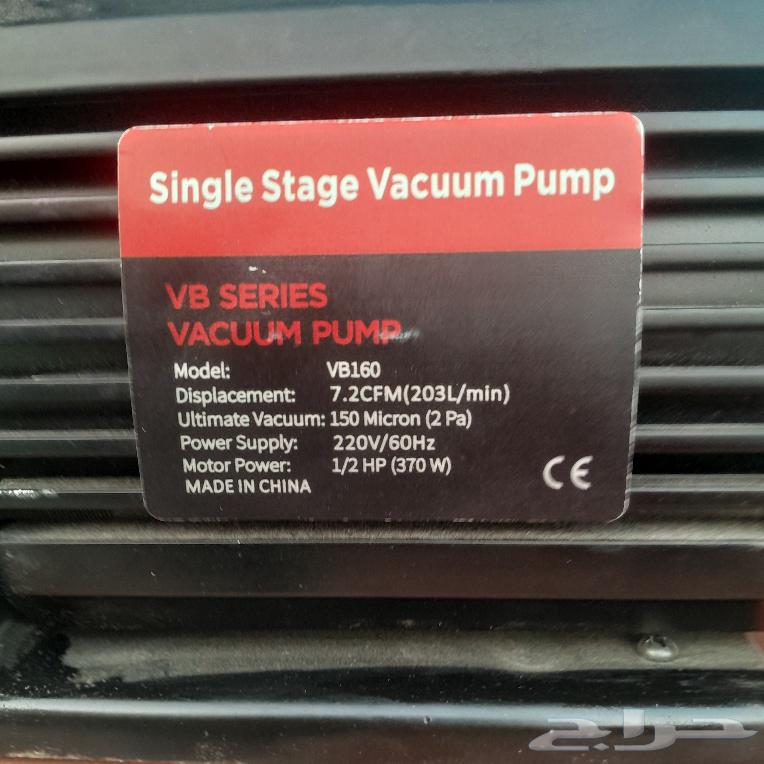 Single Stage Vacuum Pump
VB SERIES
VACUUM PUMP
Model: VB160
Displacement: 7.2CFM(203L/min)
Ultimate Vacuum: 150 Micron (2 Pa)
Power Supply: 220V/60Hz
Motor Power: 1/2 HP (370 W)
MADE IN CHINA
CE
حراج